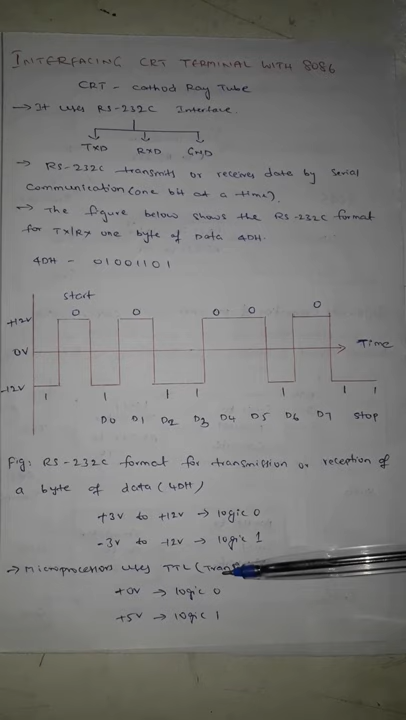 INTERFACING CRT TERMINAL WITH 8086
CRT - cathod Ray Tube
→ It uses RS-232C Interface.
TXD RXD GND
→ RS-232C transmits or receives data by serial
communication (one bit at a time)
→ The figure below shows the RS-232C format
for Tx/Rx one byte of Data 4DH.
4DH - 01001101
start
+12V 0 0 0 0 0
0V Time
-12V 1 1 1 1 1 1 1
D0 D1 D2 D3 D4 D5 D6 D7 stop
Fig: RS-232C format for transmission or reception of
a byte of data (4DH)
+3V to +12V → logic 0
-3V to -12V → logic 1
→ Microprocessors uses TTL (
+0V → logic 0
+5V → logic 1